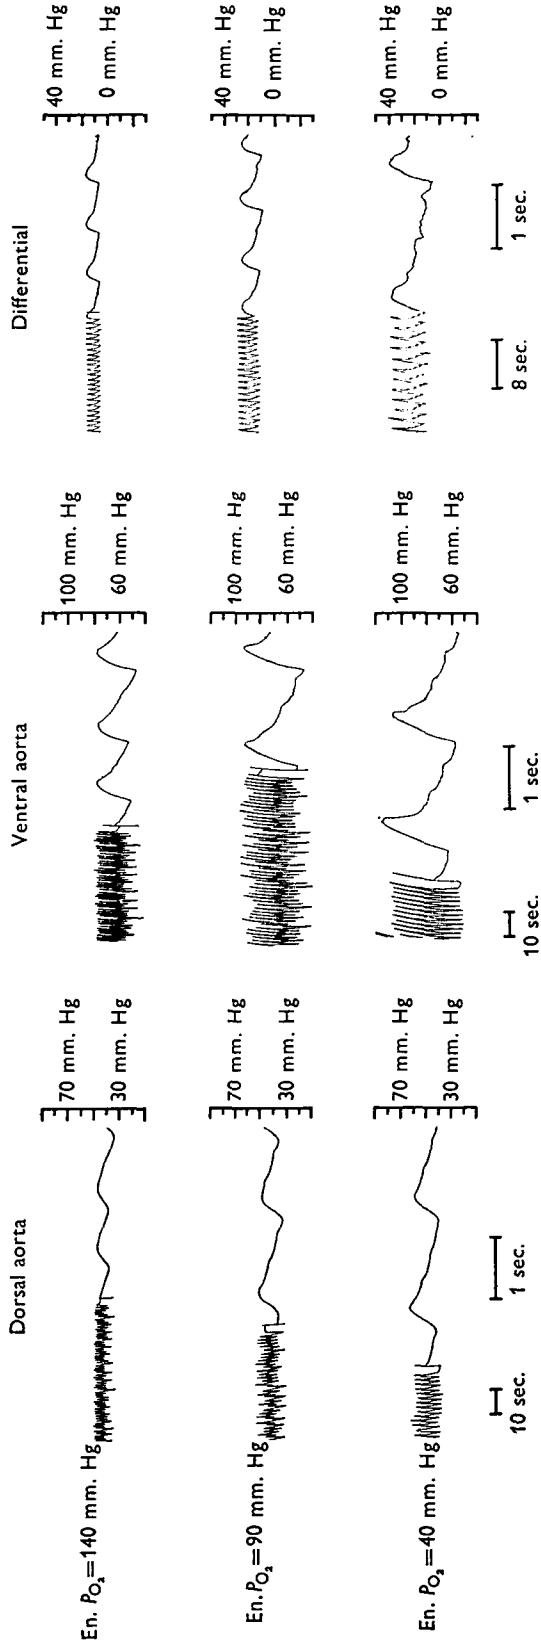 Dorsal aorta
Ventral aorta
Differential
En. P_O₂=140 mm. Hg
70 mm. Hg
30 mm. Hg
100 mm. Hg
60 mm. Hg
40 mm. Hg
0 mm. Hg
En. P_O₂=90 mm. Hg
70 mm. Hg
30 mm. Hg
100 mm. Hg
60 mm. Hg
40 mm. Hg
0 mm. Hg
En. P_O₂=40 mm. Hg
70 mm. Hg
30 mm. Hg
100 mm. Hg
60 mm. Hg
40 mm. Hg
0 mm. Hg
10 sec.
1 sec.
10 sec.
1 sec.
8 sec.
1 sec.